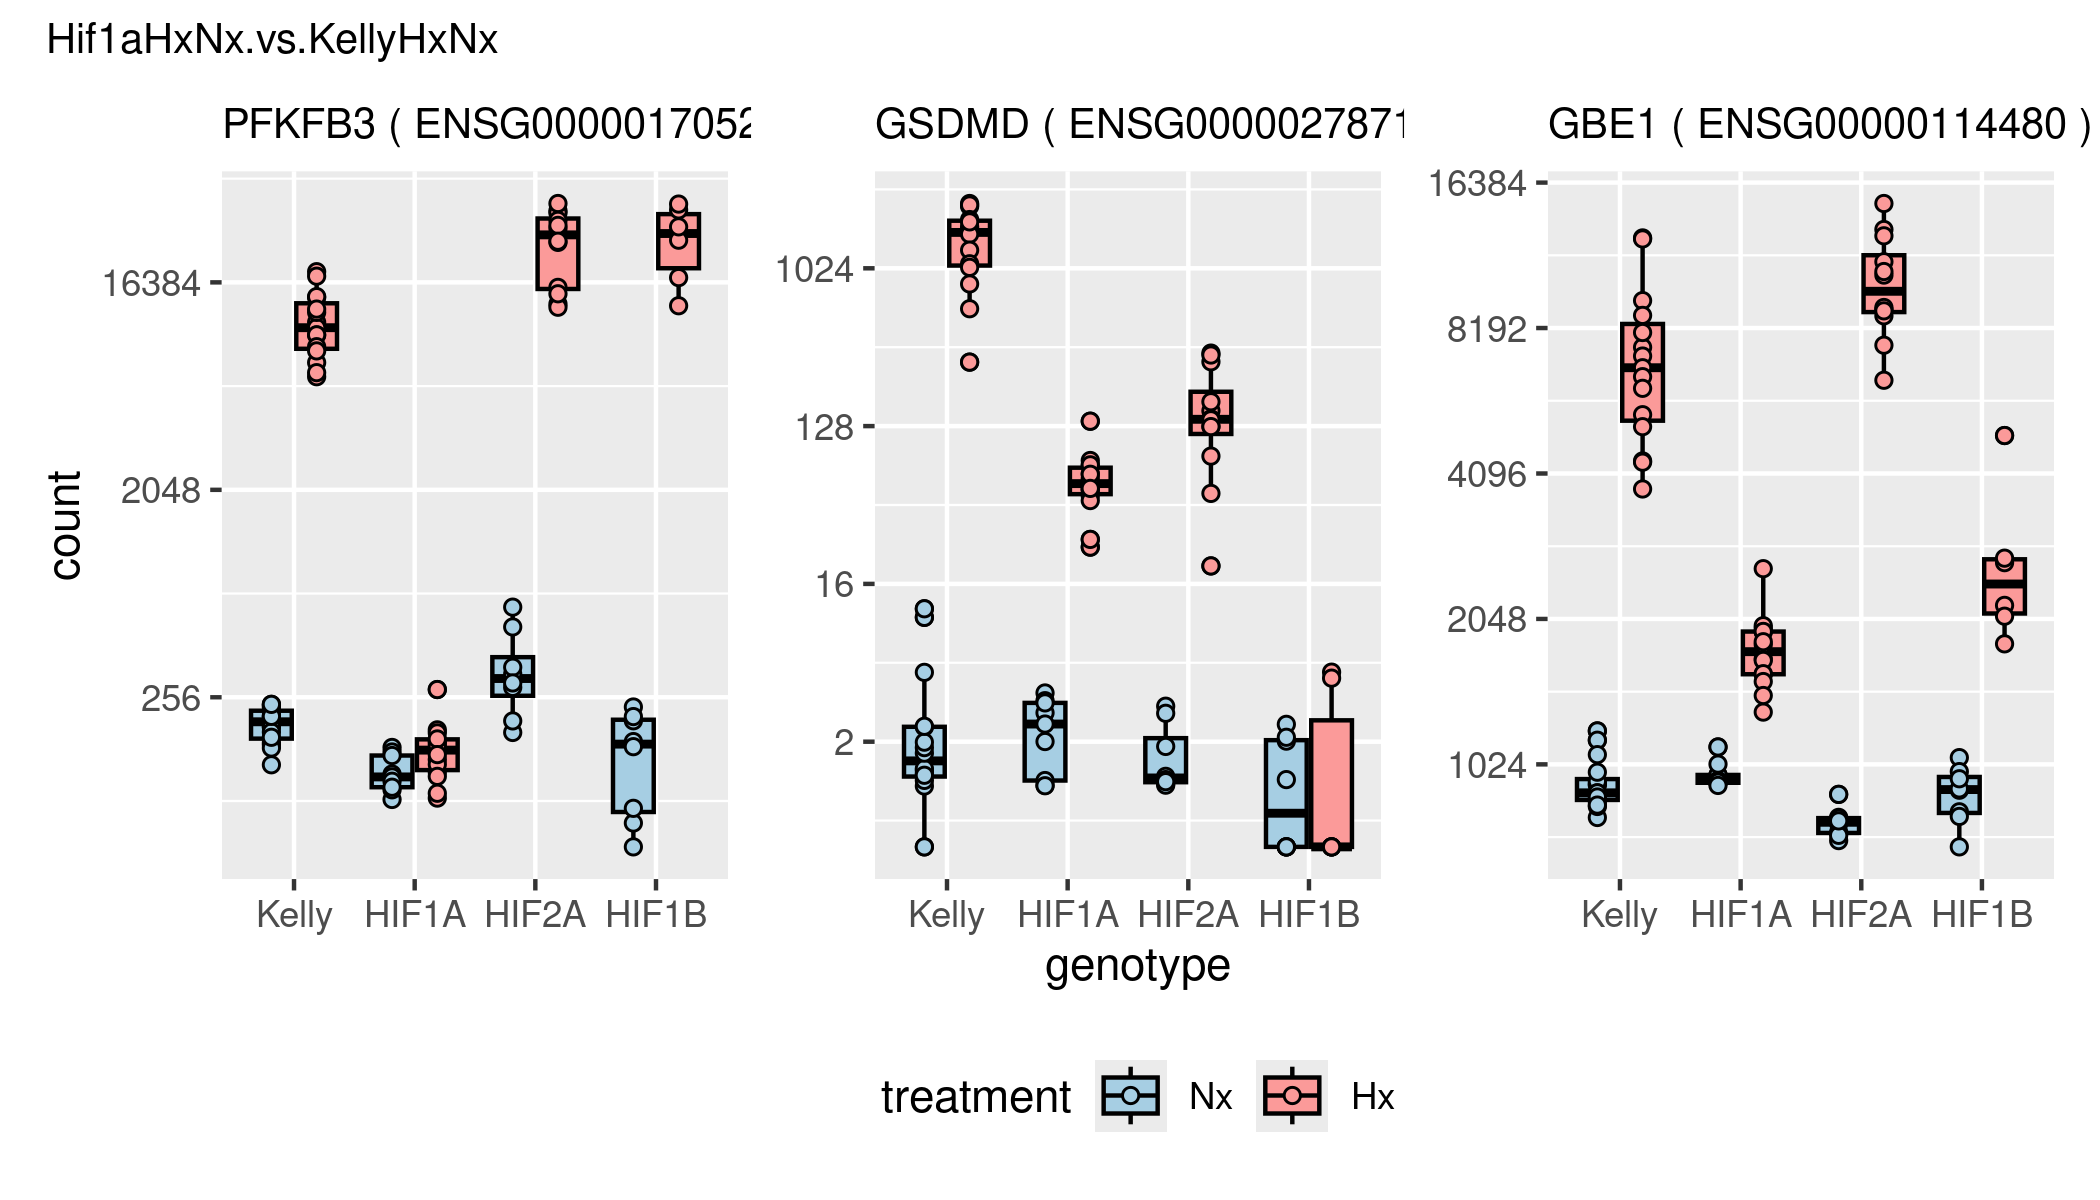 Hif1aHxNx.vs.KellyHxNx
PFKFB3 ( ENSG0000017052
GSDMD ( ENSG0000027871
GBE1 ( ENSG00000114480 )
count
16384
2048
256
1024
128
16
2
16384
8192
4096
2048
1024
Kelly HIF1A HIF2A HIF1B
Kelly HIF1A HIF2A HIF1B
Kelly HIF1A HIF2A HIF1B
genotype
treatment Nx Hx